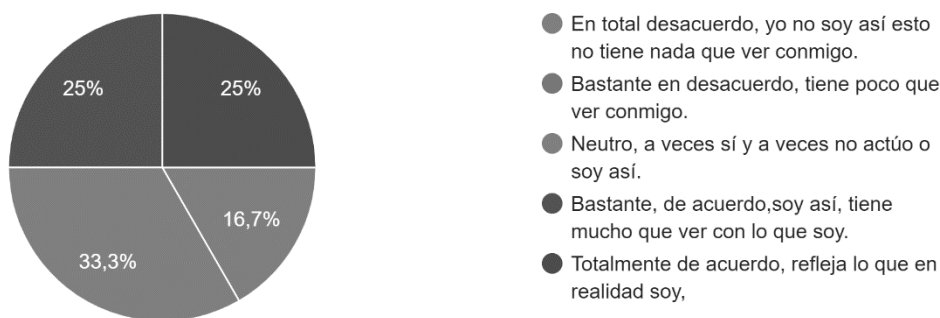 25%
25%
16,7%
33,3%
En total desacuerdo, yo no soy así esto
no tiene nada que ver conmigo.
Bastante en desacuerdo, tiene poco que
ver conmigo.
Neutro, a veces sí y a veces no actúo o
soy así.
Bastante, de acuerdo,soy así, tiene
mucho que ver con lo que soy.
Totalmente de acuerdo, refleja lo que en
realidad soy,